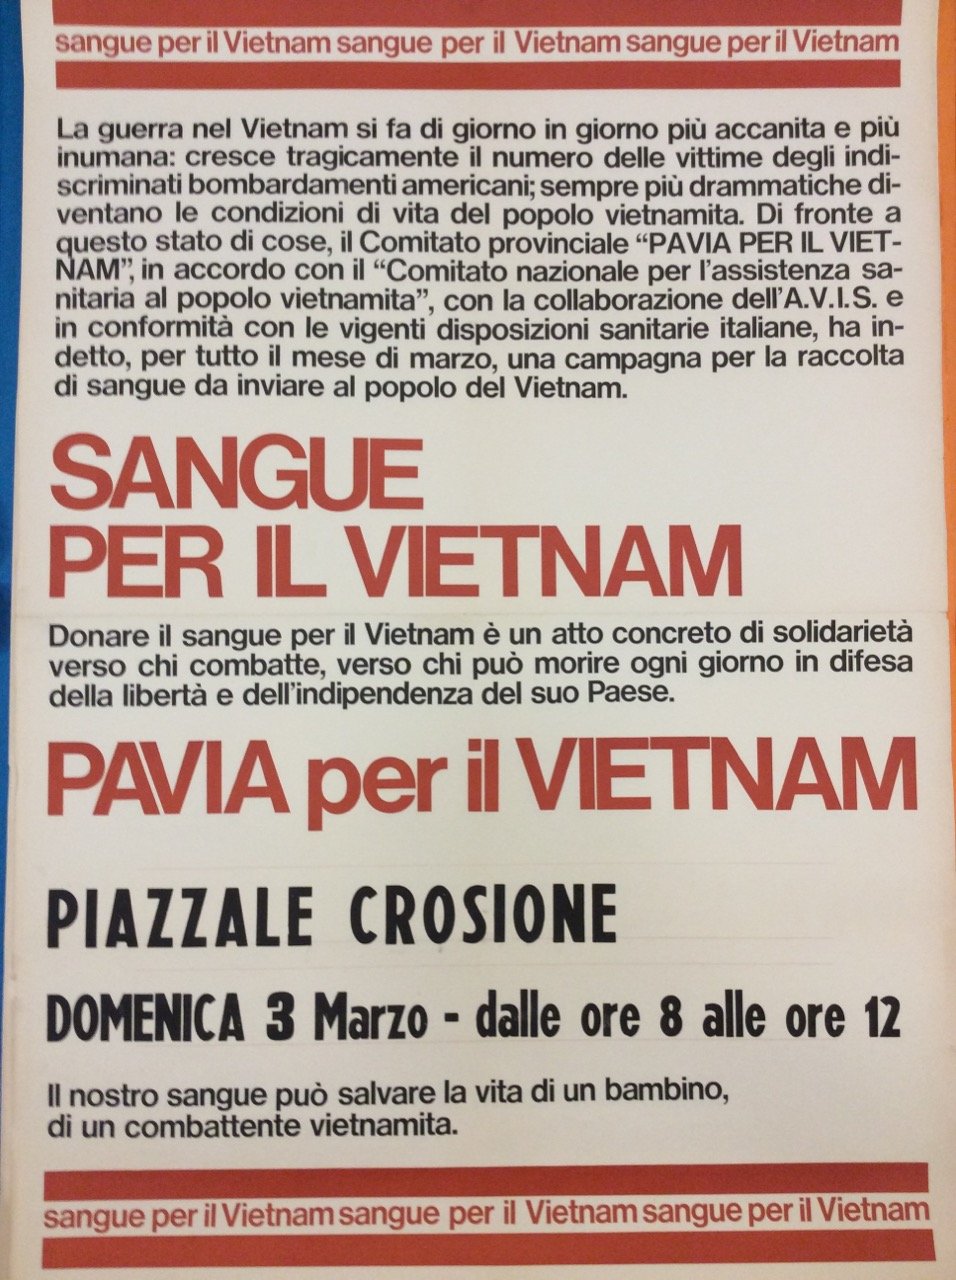 sangue per il Vietnam sangue per il Vietnam sangue per il Vietnam
La guerra nel Vietnam si fa di giorno in giorno più accanita e più
inumana: cresce tragicamente il numero delle vittime degli indi-
scriminati bombardamenti americani; sempre più drammatiche di-
ventano le condizioni di vita del popolo vietnamita. Di fronte a
questo stato di cose, il Comitato provinciale “PAVIA PER IL VIET-
NAM”, in accordo con il “Comitato nazionale per l’assistenza sa-
nitaria al popolo vietnamita”, con la collaborazione dell’A.V.I.S. e
in conformità con le vigenti disposizioni sanitarie italiane, ha in-
detto, per tutto il mese di marzo, una campagna per la raccolta
di sangue da inviare al popolo del Vietnam.
SANGUE
PER IL VIETNAM
Donare il sangue per il Vietnam è un atto concreto di solidarietà
verso chi combatte, verso chi può morire ogni giorno in difesa
della libertà e dell’indipendenza del suo Paese.
PAVIA per il VIETNAM
PIAZZALE CROSIONE
DOMENICA 3 Marzo - dalle ore 8 alle ore 12
Il nostro sangue può salvare la vita di un bambino,
di un combattente vietnamita.
sangue per il Vietnam sangue per il Vietnam sangue per il Vietnam